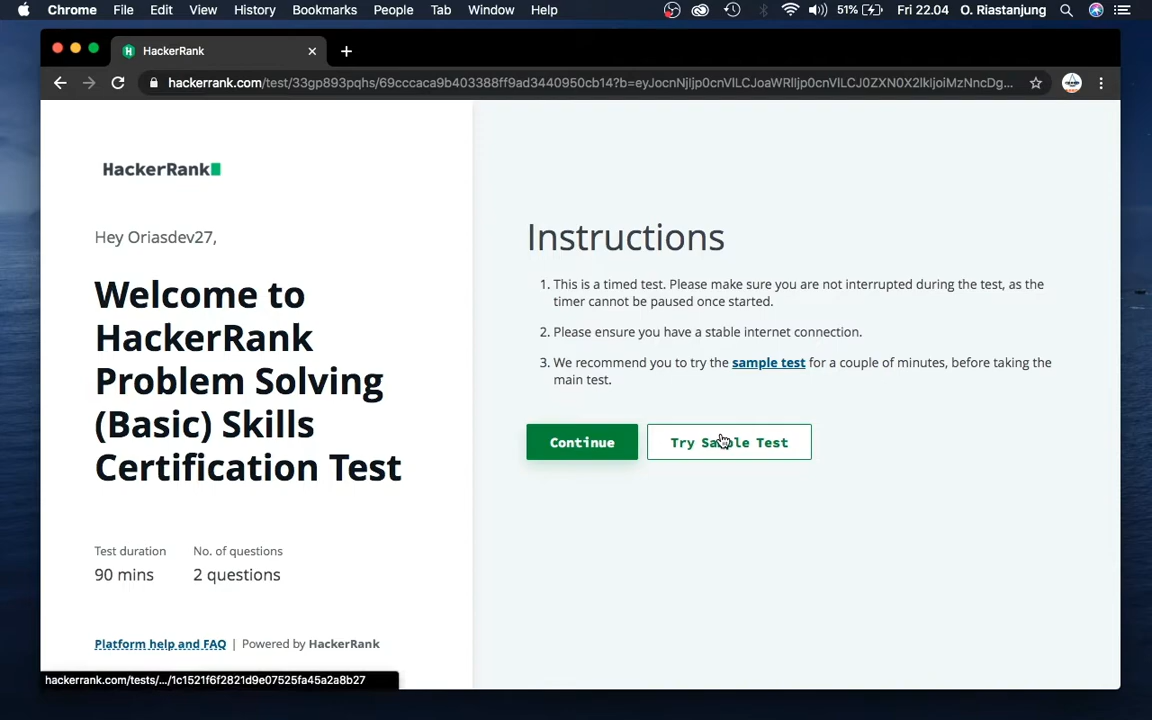 Chrome File Edit View History Bookmarks People Tab Window Help 51% Fri 22.04 O. Riastanjung
HackerRank
hackerrank.com/test/33gp893pqhs/69cccaca9b403388ff9ad3440950cb14?b=eyJocnNjIjp0cnVlLCJoaWRlIjp0cnVlLCJ0ZXN0X2lkIjoiMzNncDg...
HackerRank
Hey Oriasdev27,
Welcome to
HackerRank
Problem Solving
(Basic) Skills
Certification Test
Test duration No. of questions
90 mins 2 questions
Platform help and FAQ | Powered by HackerRank
Instructions
1. This is a timed test. Please make sure you are not interrupted during the test, as the
timer cannot be paused once started.
2. Please ensure you have a stable internet connection.
3. We recommend you to try the sample test for a couple of minutes, before taking the
main test.
Continue Try Sample Test
hackerrank.com/tests/.../1c1521f6f2821d9e07525fa45a2a8b27